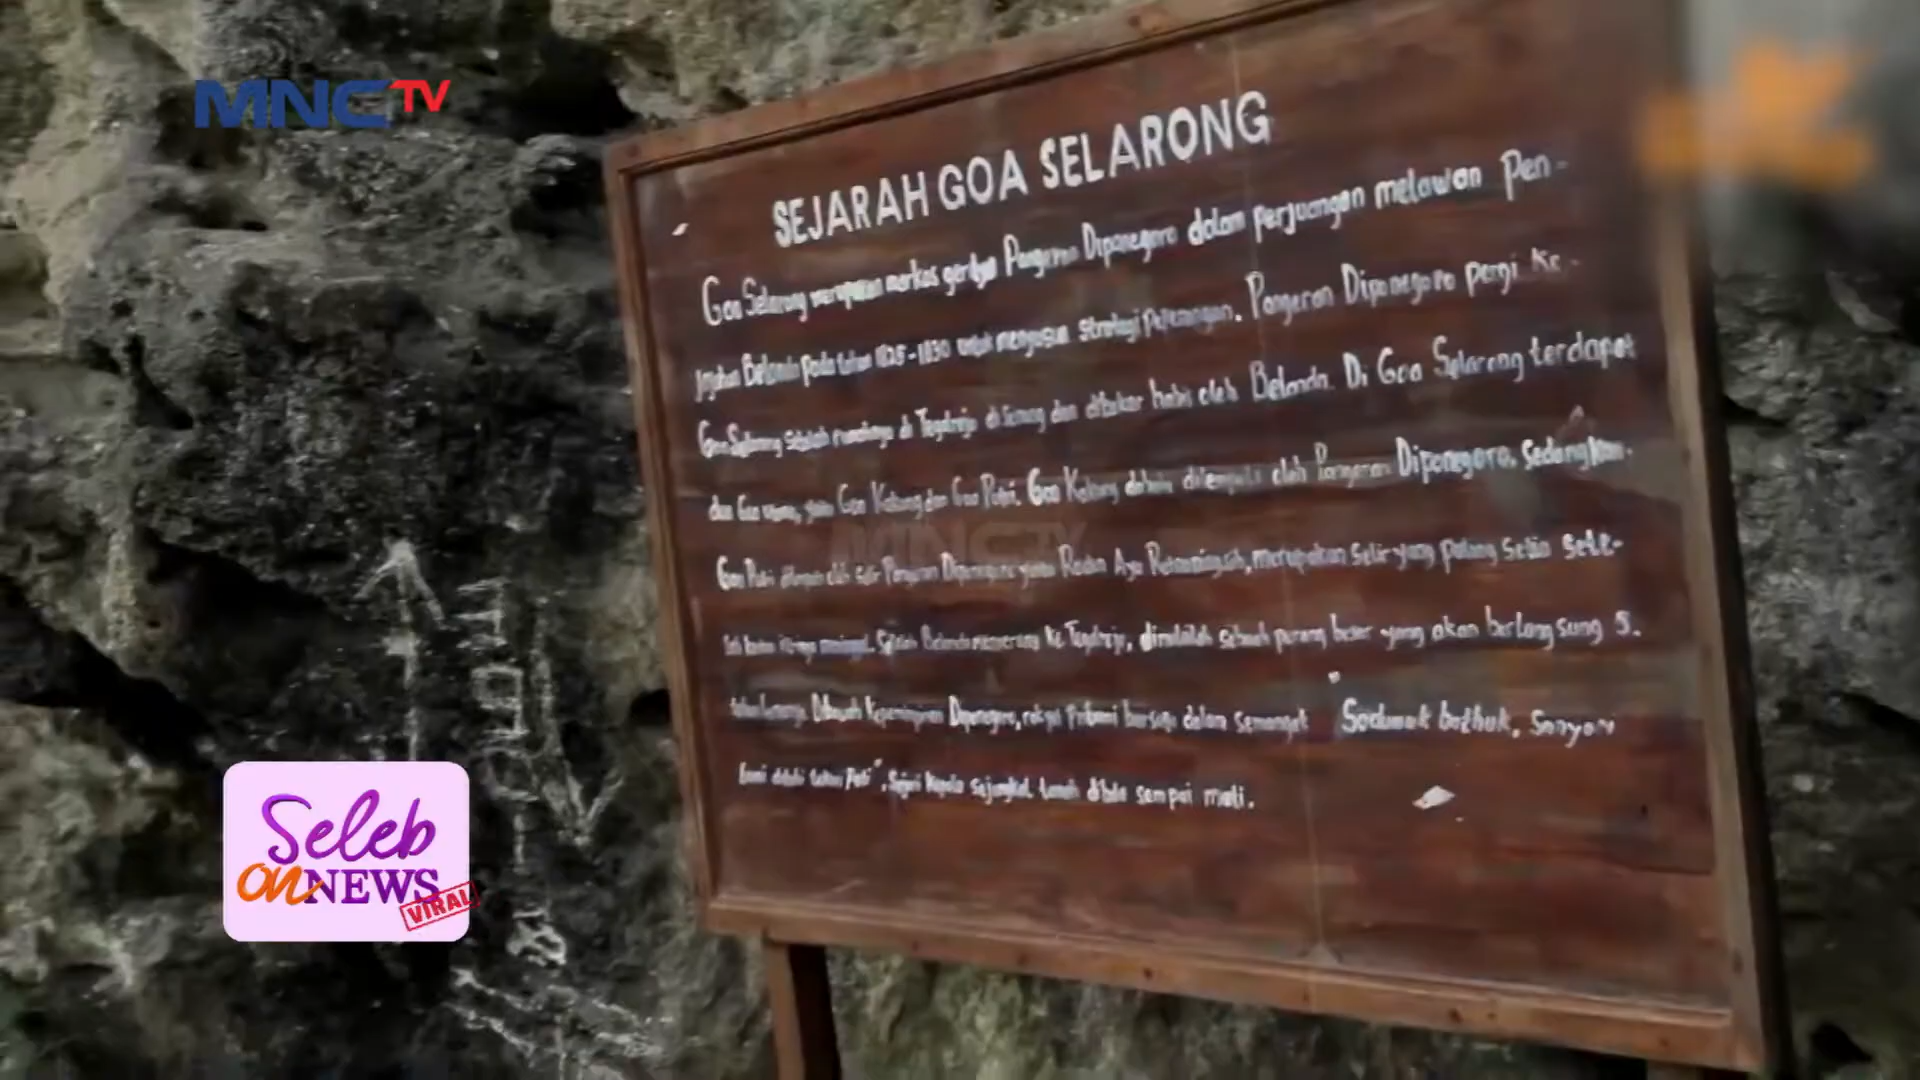 MNCTV
SEJARAH GOA SELARONG
Goa Selarong merupakan markas gerilya Pangeran Diponegoro dalam perjuangan melawan Pen-
jajahan Belanda pada tahun 1825-1830 untuk menyusun strategi Peperangan. Pangeran Diponegoro pergi Ke-
Goa Selarong setelah rumahnya di Tegalrejo di serang dan dibakar habis oleh Belanda. Di Goa Selarong terdapat
dua Goa utama, yaitu Goa Kakung dan Goa Putri. Goa Kakung dahulu ditempati oleh Pangeran Diponegoro. Sedangkan
Goa Putri ditempati oleh Selir Pangeran Diponegoro yaitu Raden Ayu Retnaningsih, merupakan Selir yang paling Setia Sete-
Belanda menyerang Ke Tegalrejo, dimulailah sebuah perang besar yang akan berlangsung 5.
tahun lamanya. Dibawah Kepemimpinan Diponegoro, rakyat Pribumi bersatu dalam semangat "Sadumuk bathuk, Sanyari
bumi ditohi tekan Pati". Sejari Kepala sejengkal tanah dibela sampai mati.
MNCTV
Seleb
on NEWS
VIRAL